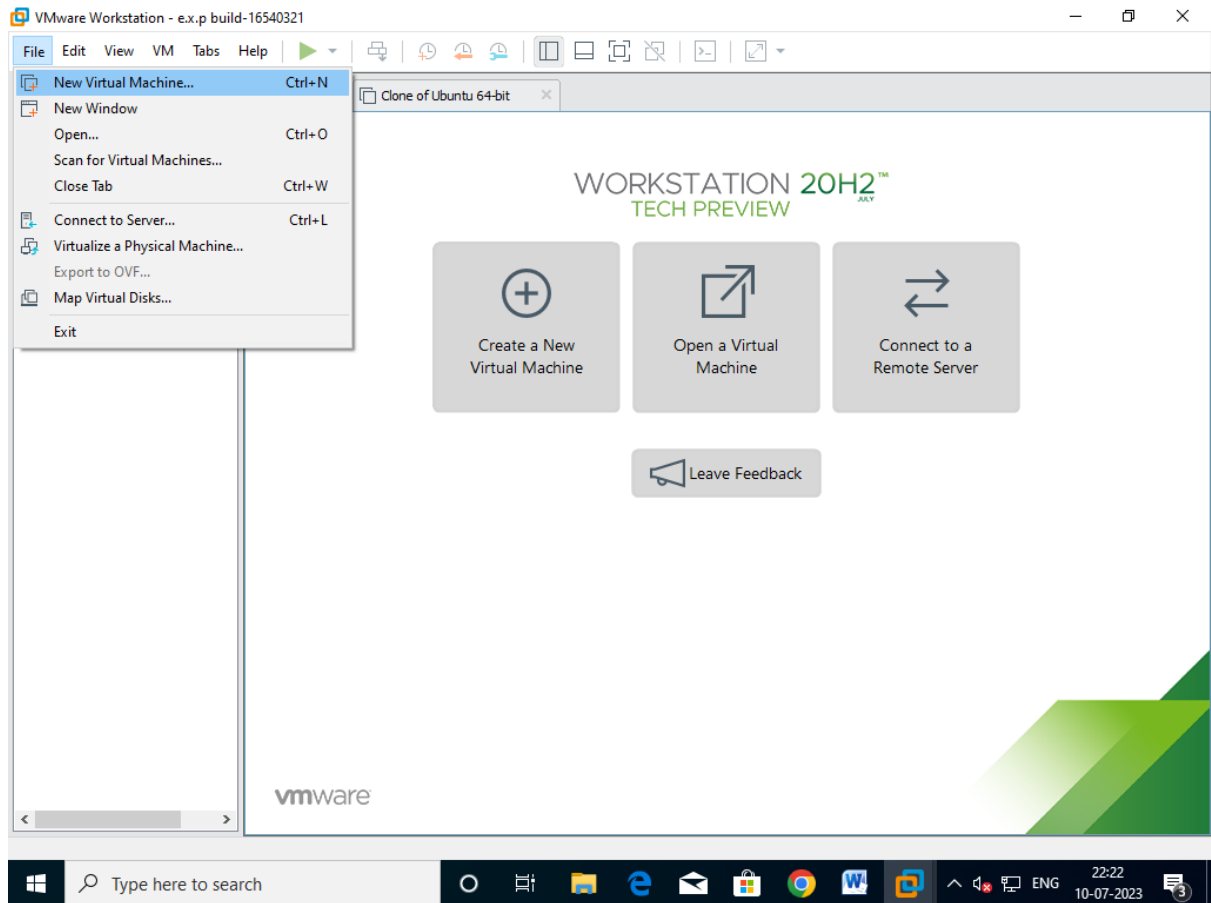 VMware Workstation - e.x.p build-16540321
File Edit View VM Tabs Help
New Virtual Machine... Ctrl+N
New Window
Open... Ctrl+O
Scan for Virtual Machines...
Close Tab Ctrl+W
Connect to Server... Ctrl+L
Virtualize a Physical Machine...
Export to OVF...
Map Virtual Disks...
Exit
Clone of Ubuntu 64-bit
WORKSTATION 20H2™
JULY
TECH PREVIEW
Create a New
Virtual Machine
Open a Virtual
Machine
Connect to a
Remote Server
Leave Feedback
vmware
Type here to search
ENG
22:22
10-07-2023
3